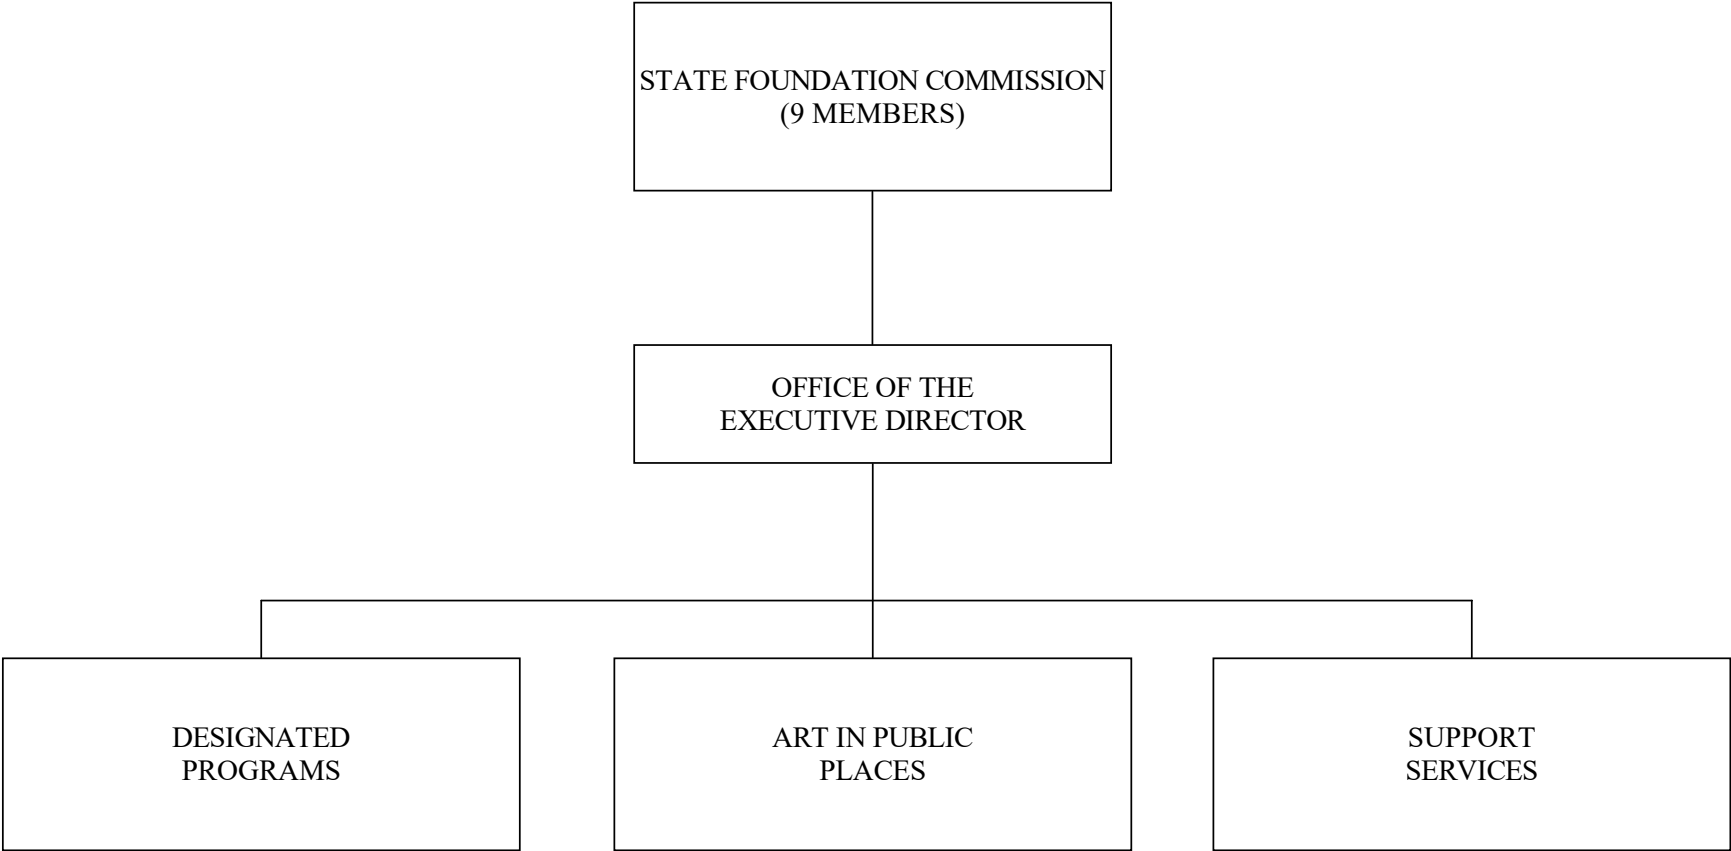 STATE FOUNDATION COMMISSION
(9 MEMBERS)
OFFICE OF THE
EXECUTIVE DIRECTOR
DESIGNATED
PROGRAMS
ART IN PUBLIC
PLACES
SUPPORT
SERVICES